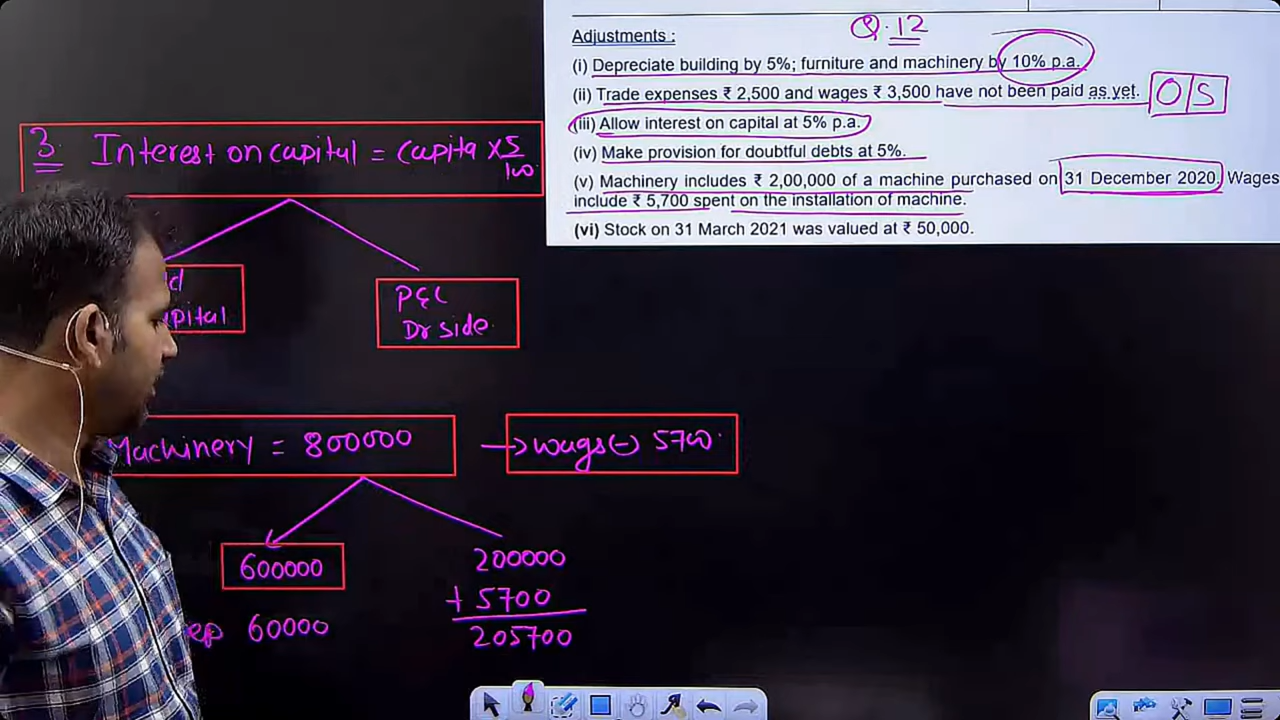 Q.12
Adjustments :
(i) Depreciate building by 5%; furniture and machinery by 10% p.a.
(ii) Trade expenses ₹ 2,500 and wages ₹ 3,500 have not been paid as yet.
O|S
(iii) Allow interest on capital at 5% p.a.
(iv) Make provision for doubtful debts at 5%.
(v) Machinery includes ₹ 2,00,000 of a machine purchased on 31 December 2020. Wages
include ₹ 5,700 spent on the installation of machine.
(vi) Stock on 31 March 2021 was valued at ₹ 50,000.
3. Interest on capital = Capita × 5/100
P&L
Dr side
Machinery = 800000
→ wags (-) 5700
600000
60000
200000
+ 5700
205700